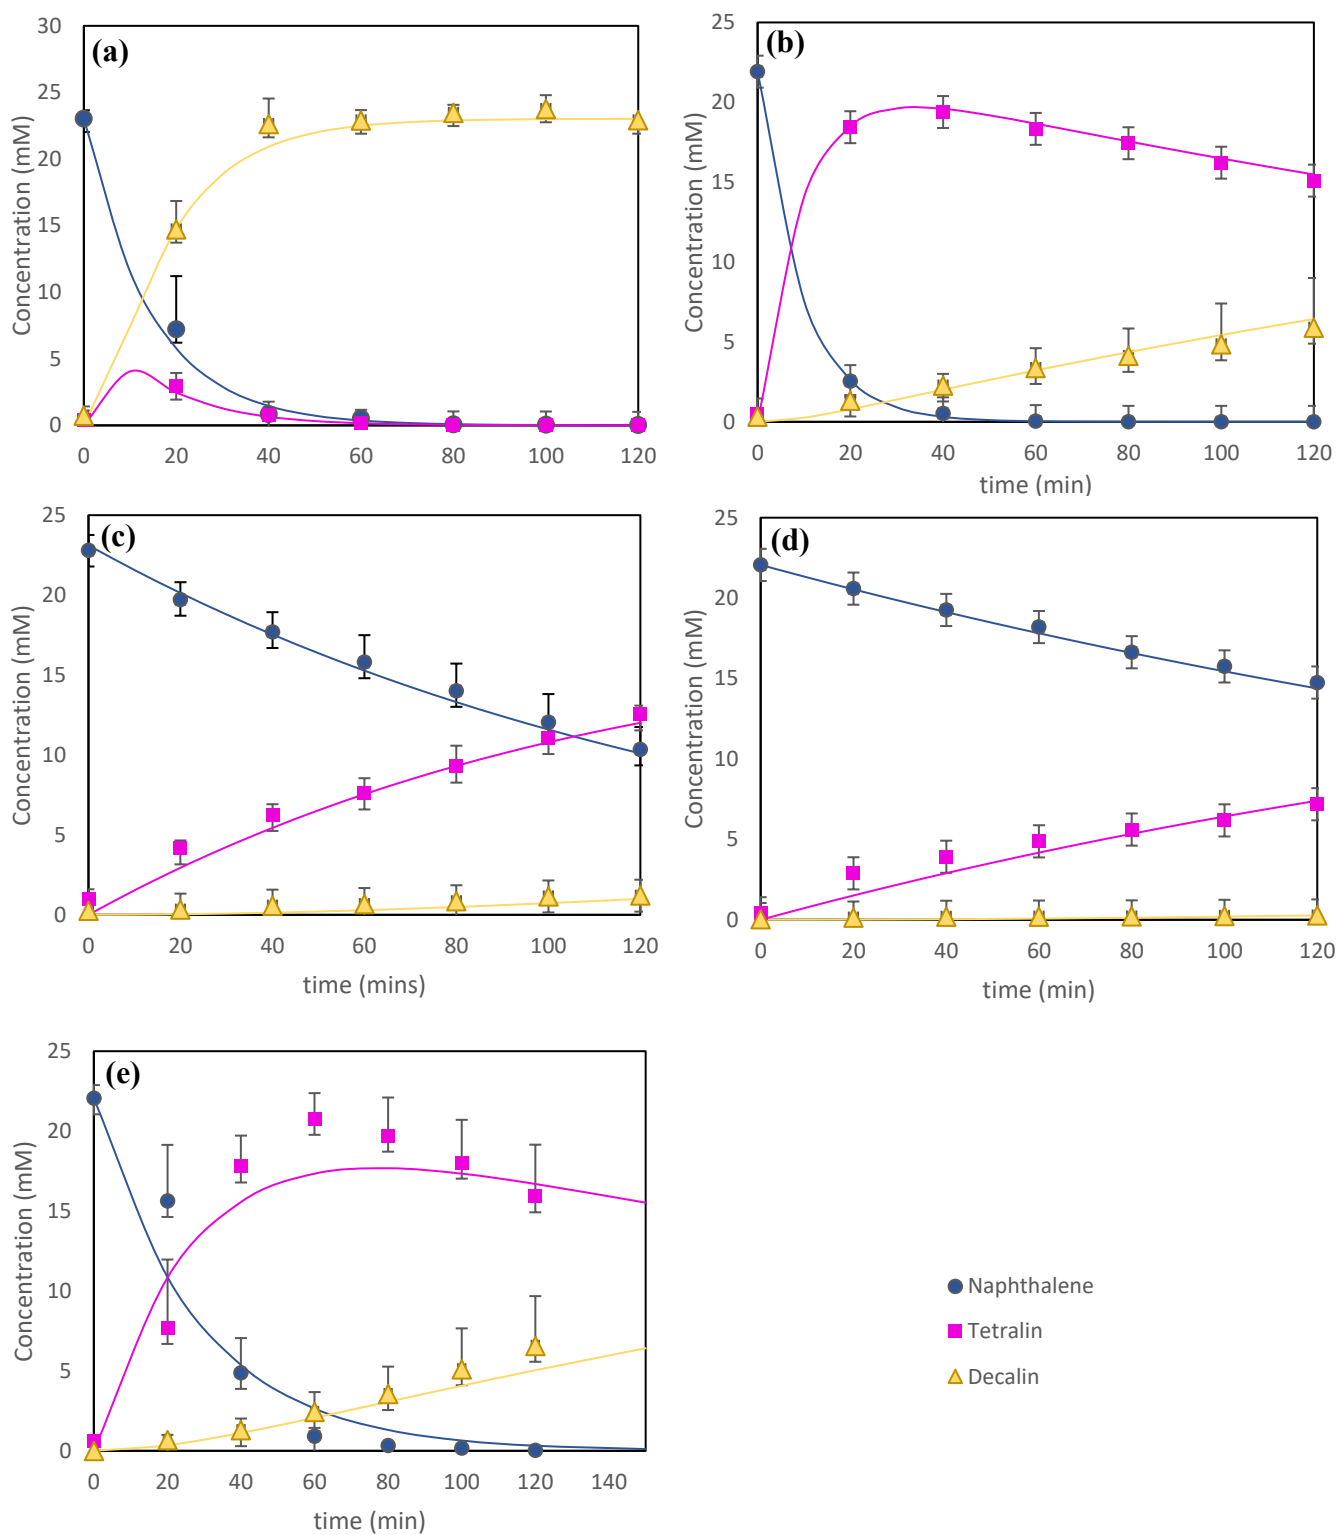 (a)
Concentration (mM)
30
25
20
15
10
5
0
0 20 40 60 80 100 120
(b)
Concentration (mM)
25
20
15
10
5
0
0 20 40 60 80 100 120
time (min)
(c)
Concentration (mM)
25
20
15
10
5
0
0 20 40 60 80 100 120
time (mins)
(d)
Concentration (mM)
25
20
15
10
5
0
0 20 40 60 80 100 120
time (min)
(e)
Concentration (mM)
25
20
15
10
5
0
0 20 40 60 80 100 120 140
time (min)
Naphthalene
Tetralin
Decalin